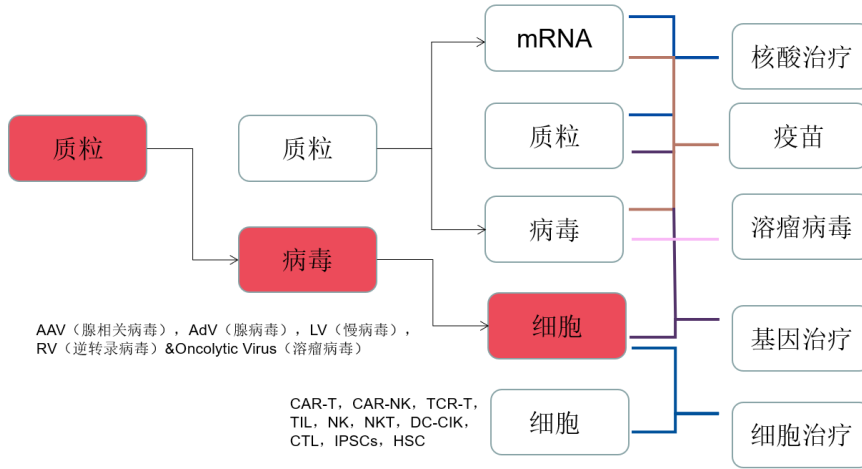 mRNA
核酸治疗
质粒
质粒
质粒
疫苗
病毒
溶瘤病毒
病毒
细胞
基因治疗
AAV（腺相关病毒），AdV（腺病毒），LV（慢病毒），
RV（逆转录病毒）&Oncolytic Virus（溶瘤病毒）
CAR-T，CAR-NK，TCR-T，
TIL，NK，NKT，DC-CIK，
CTL，IPSCs，HSC
细胞
细胞治疗